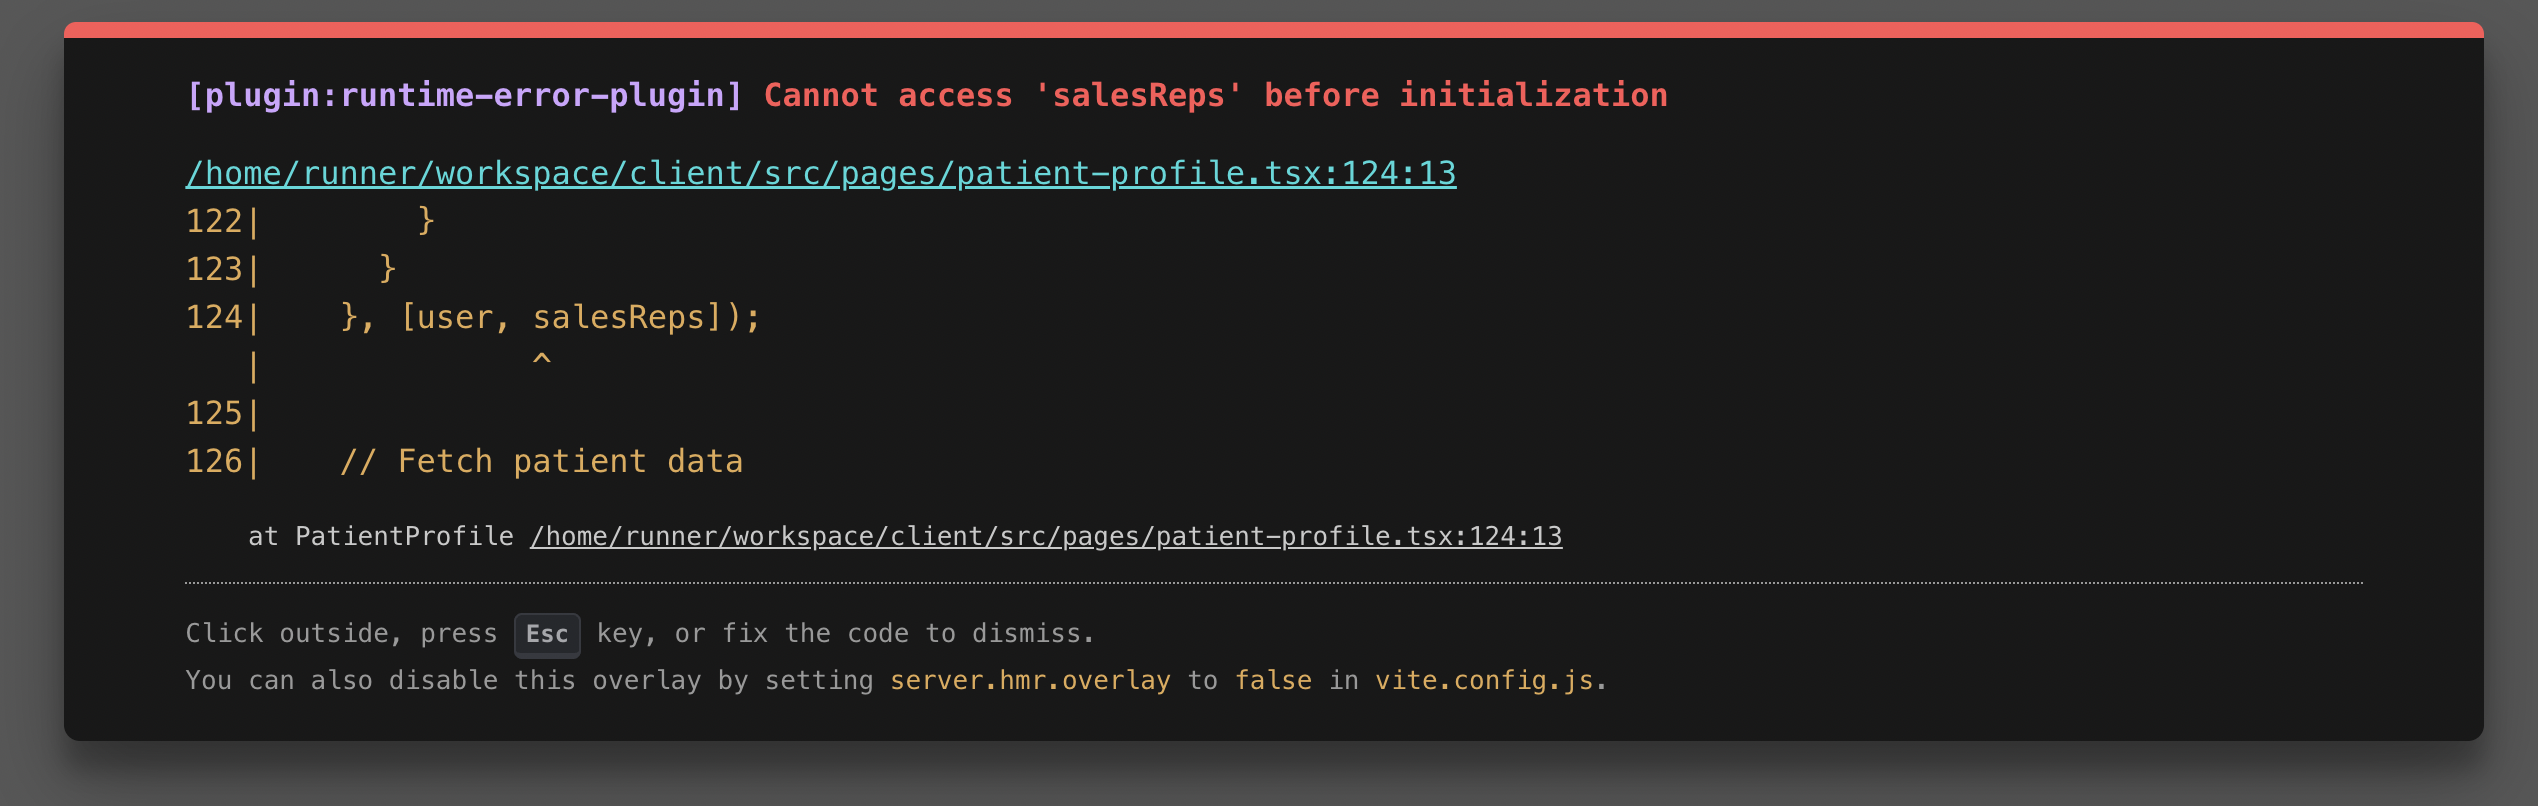 [plugin:runtime-error-plugin] Cannot access 'salesReps' before initialization
/home/runner/workspace/client/src/pages/patient-profile.tsx:124:13
122|        }
123|      }
124|    }, [user, salesReps]);
   |              ^
125|
126|    // Fetch patient data
at PatientProfile /home/runner/workspace/client/src/pages/patient-profile.tsx:124:13
Click outside, press Esc key, or fix the code to dismiss.
You can also disable this overlay by setting server.hmr.overlay to false in vite.config.js.